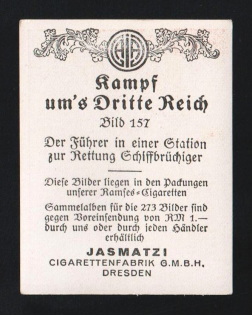 Kampf
um's Dritte Reich
Bild 157
Der Führer in einer Station
zur Rettung Schiffbrüchiger
Diese Bilder liegen in den Packungen
unserer Ramses-Cigaretten
Sammelalben für die 273 Bilder sind
gegen Voreinsendung von RM 1.—
durch uns oder durch jeden Händler
erhältlich
JASMATZI
CIGARETTENFABRIK G.M.B.H.
DRESDEN